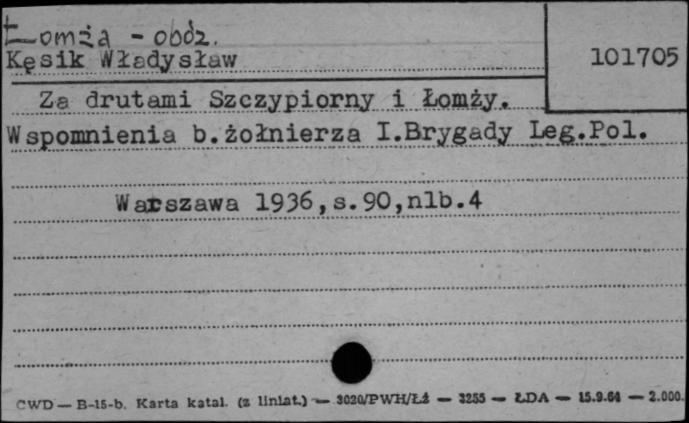 Łomża - obóz.
Kęsik Władysław
101705
Za drutami Szczypiorny i Łomży.
Wspomnienia b.żołnierza I.Brygady Leg.Pol.
Warszawa 1936,s.90,nlb.4
CWD — B-15-b. Karta katal. (z liniat.) — 3020/PWH/Łź — 3255 — ŁDA — 15.9.64 — 2.000.